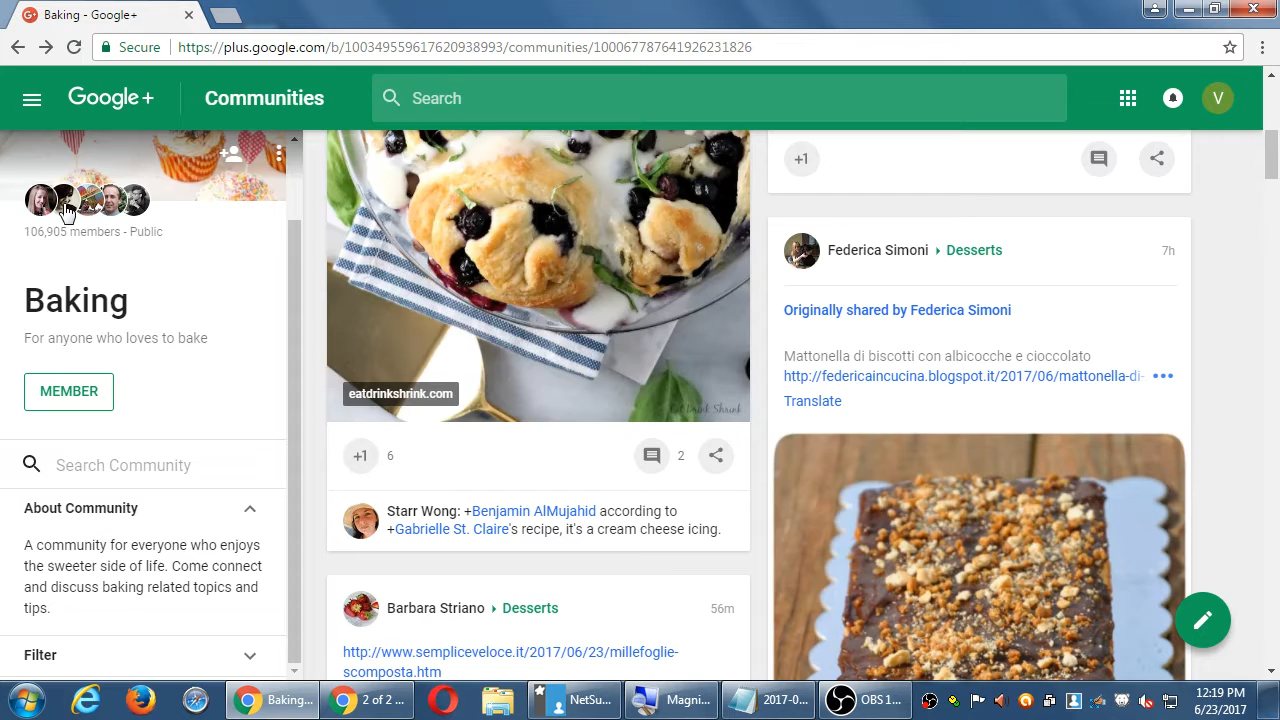 Baking - Google+
Secure
https://plus.google.com/b/100349559617620938993/communities/100067787641926231826
Google+
Communities
Search
V
106,905 members - Public
Baking
For anyone who loves to bake
MEMBER
Search Community
About Community
A community for everyone who enjoys
the sweeter side of life. Come connect
and discuss baking related topics and
tips.
Filter
eatdrinkshrink.com
Eat Drink Shrink
+1
6
2
Starr Wong: +Benjamin AlMujahid according to
+Gabrielle St. Claire's recipe, it's a cream cheese icing.
Barbara Striano
Desserts
56m
http://www.sempliceveloce.it/2017/06/23/millefoglie-
scomposta.htm
+1
Federica Simoni
Desserts
7h
Originally shared by Federica Simoni
Mattonella di biscotti con albicocche e cioccolato
http://federicaincucina.blogspot.it/2017/06/mattonella-di-
Translate
Baking...
2 of 2 ...
NetSu...
Magni...
2017-0...
OBS 1...
12:19 PM
6/23/2017